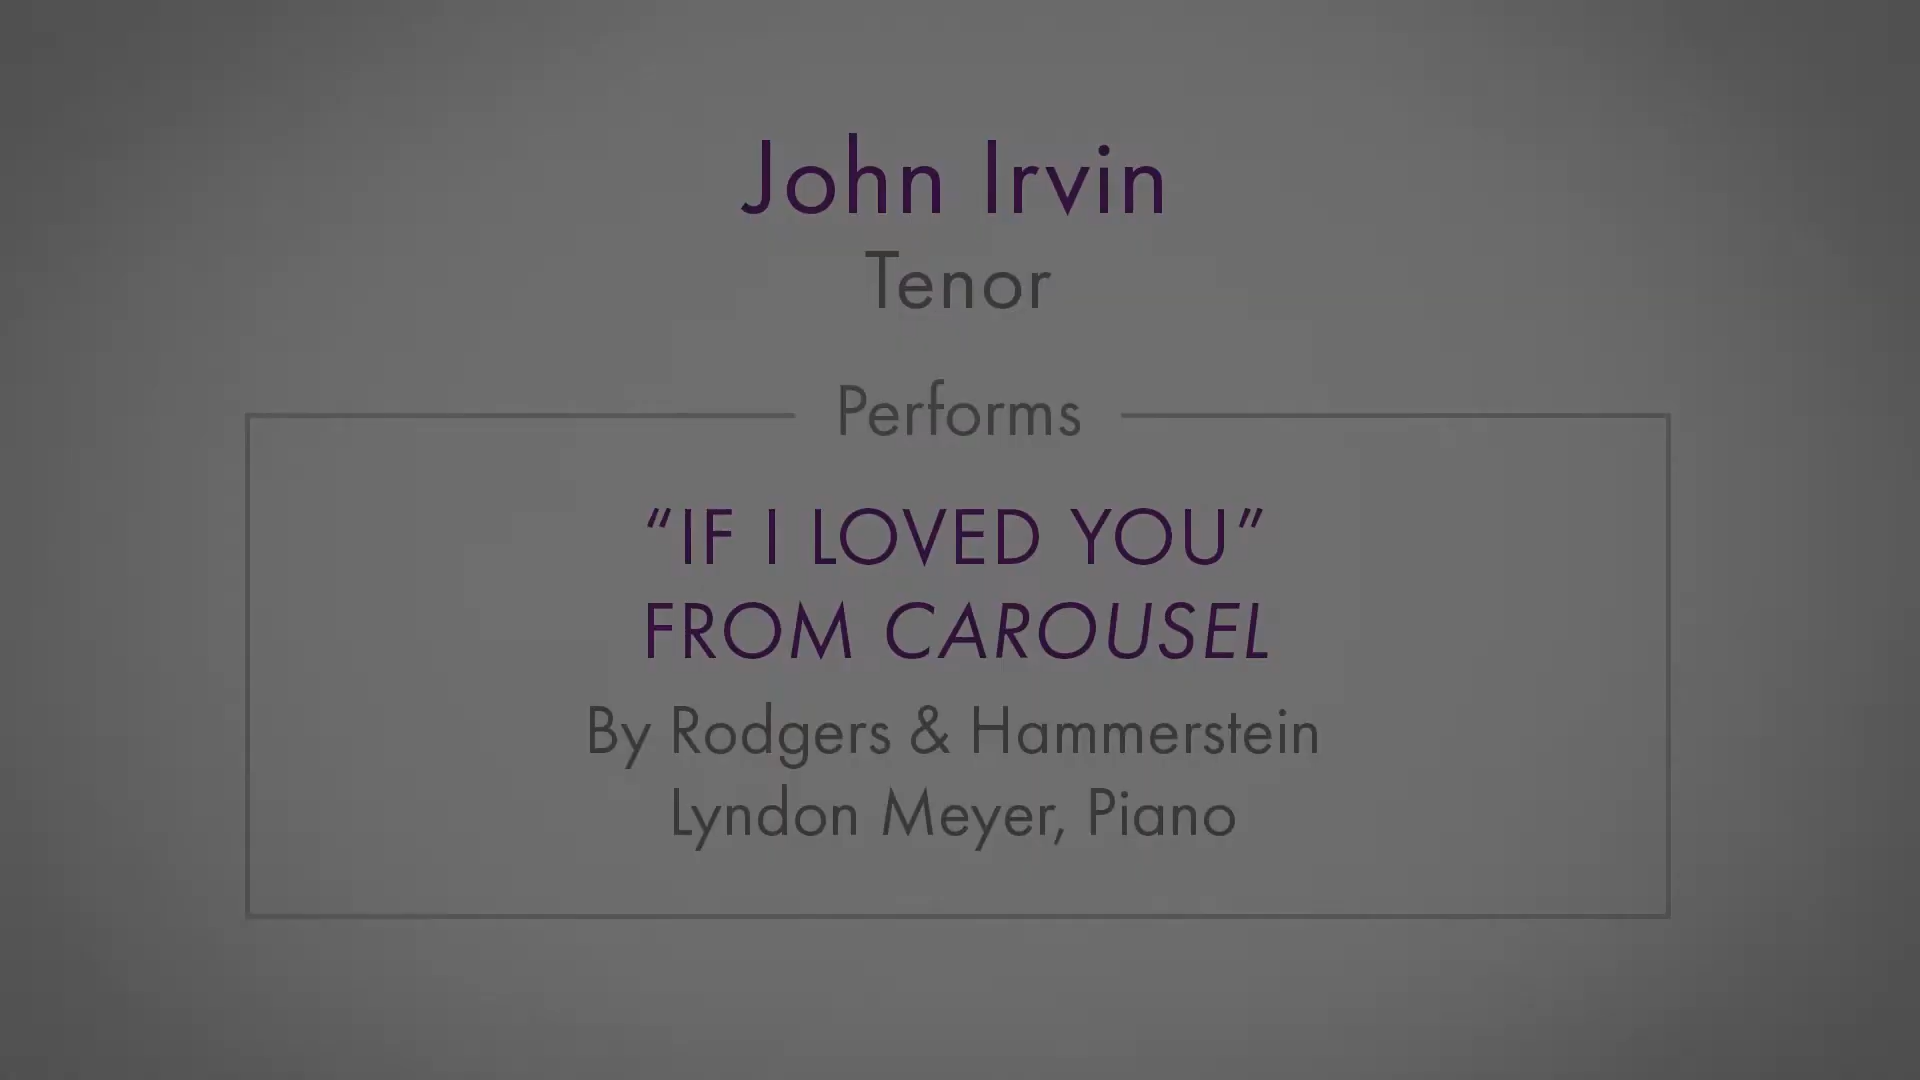 John Irvin
Tenor
Performs
“IF I LOVED YOU”
FROM CAROUSEL
By Rodgers & Hammerstein
Lyndon Meyer, Piano